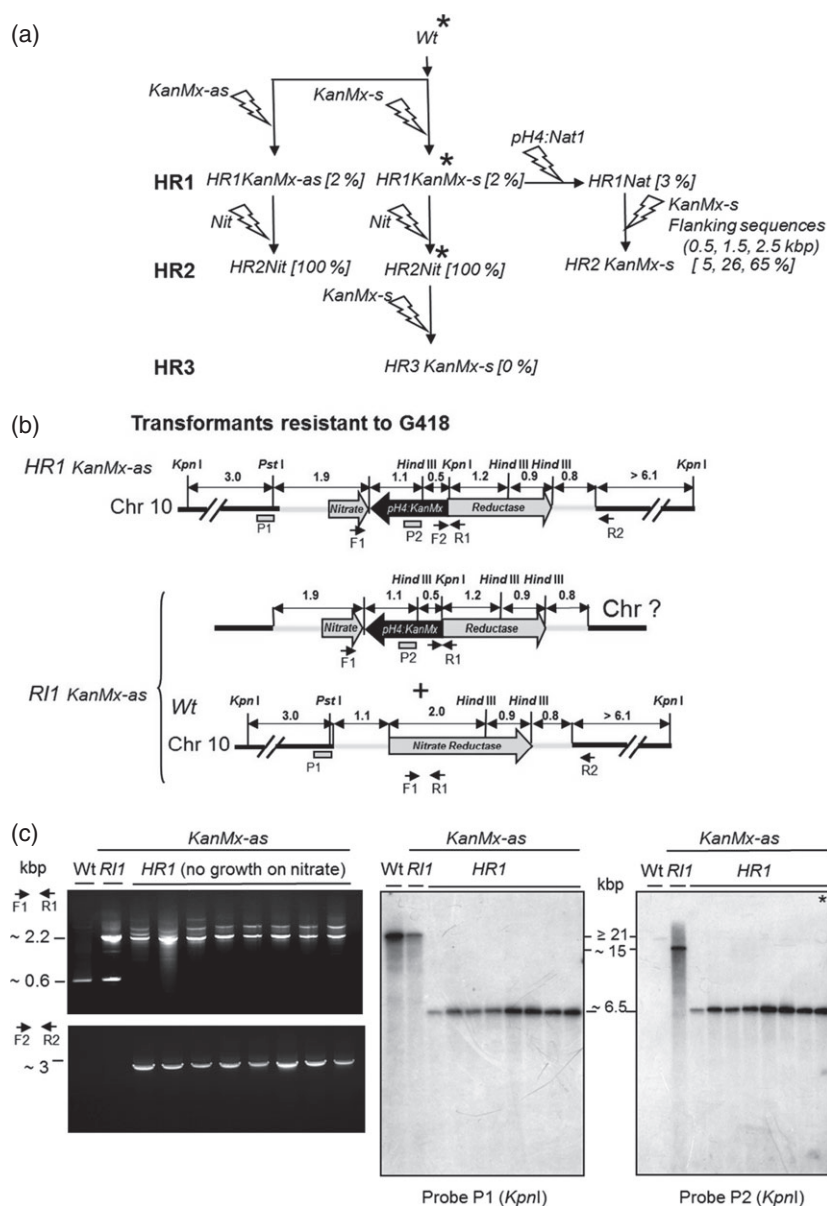 (a)
Wt*
KanMx-as
KanMx-s
pH4:Nat1
*
HR1
HR1KanMx-as [2 %]
HR1KanMx-s [2 %]
HR1Nat [3 %]
Nit
Nit
KanMx-s
Flanking sequences
(0.5, 1.5, 2.5 kbp)
*
HR2
HR2Nit [100 %]
HR2Nit [100 %]
HR2 KanMx-s [ 5, 26, 65 %]
KanMx-s
HR3
HR3 KanMx-s [0 %]
(b)
Transformants resistant to G418
HR1 KanMx-as
KpnI PstI Hind III KpnI Hind III Hind III KpnI
3.0 1.9 1.1 0.5 1.2 0.9 0.8 > 6.1
Chr 10
Nitrate pH4:KanMx Reductase
P1 F1 P2 F2 R1 R2
Hind III KpnI Hind III Hind III
1.9 1.1 0.5 1.2 0.9 0.8
Chr ?
Nitrate pH4:KanMx Reductase
F1 P2 R1
RI1 KanMx-as
+
Wt
KpnI PstI Hind III Hind III KpnI
3.0 1.1 2.0 0.9 0.8 > 6.1
Chr 10
Nitrate Reductase
P1 F1 R1 R2
(c)
KanMx-as
kbp Wt RI1 HR1 (no growth on nitrate)
F1 R1
~ 2.2
~ 0.6
F2 R2
~ 3
KanMx-as
Wt RI1 HR1
kbp
≥ 21
~ 15
~ 6.5
Probe P1 (KpnI)
KanMx-as
Wt RI1 HR1
*
Probe P2 (KpnI)